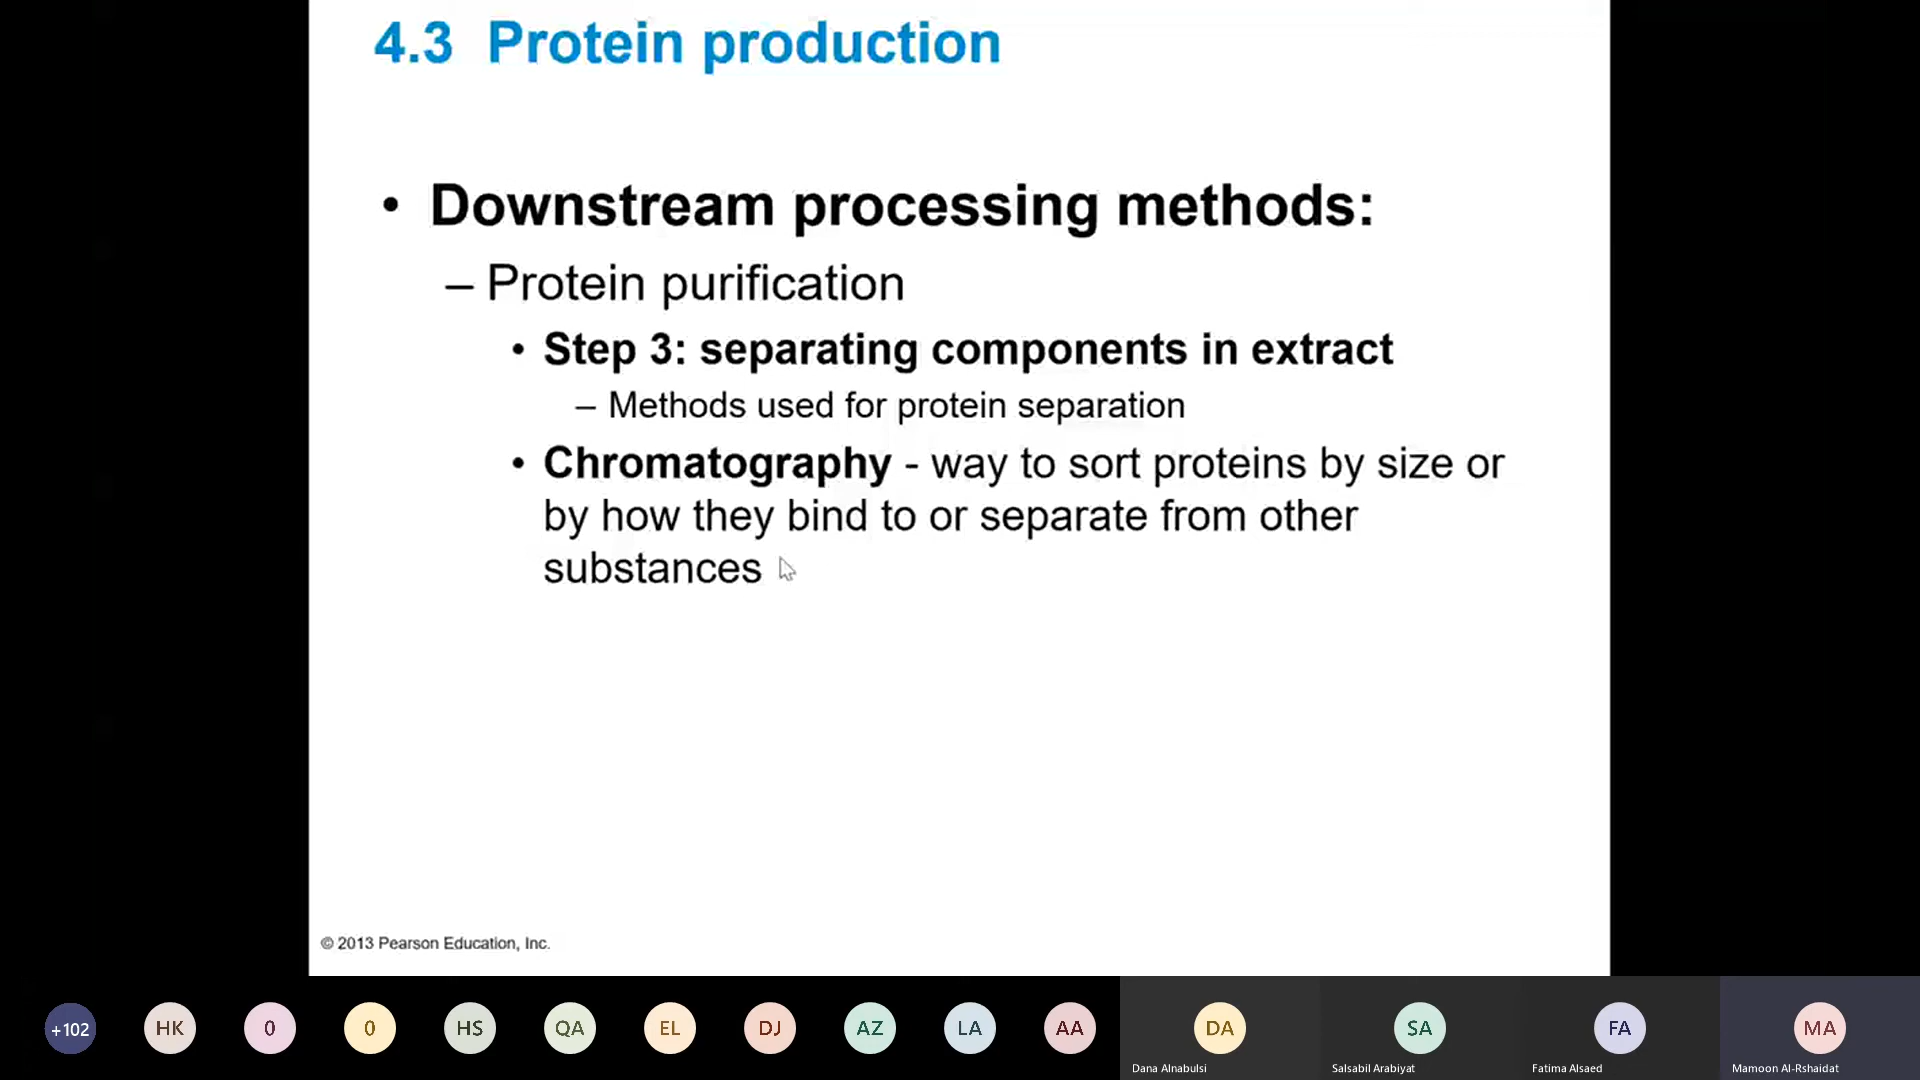 4.3 Protein production
• Downstream processing methods:
– Protein purification
• Step 3: separating components in extract
– Methods used for protein separation
• Chromatography - way to sort proteins by size or
by how they bind to or separate from other
substances
© 2013 Pearson Education, Inc.
+102 HK 0 0 HS QA EL DJ AZ LA AA DA SA FA MA
Dana Alnabulsi Salsabil Arabiyat Fatima Alsaed Mamoon Al-Rshaidat